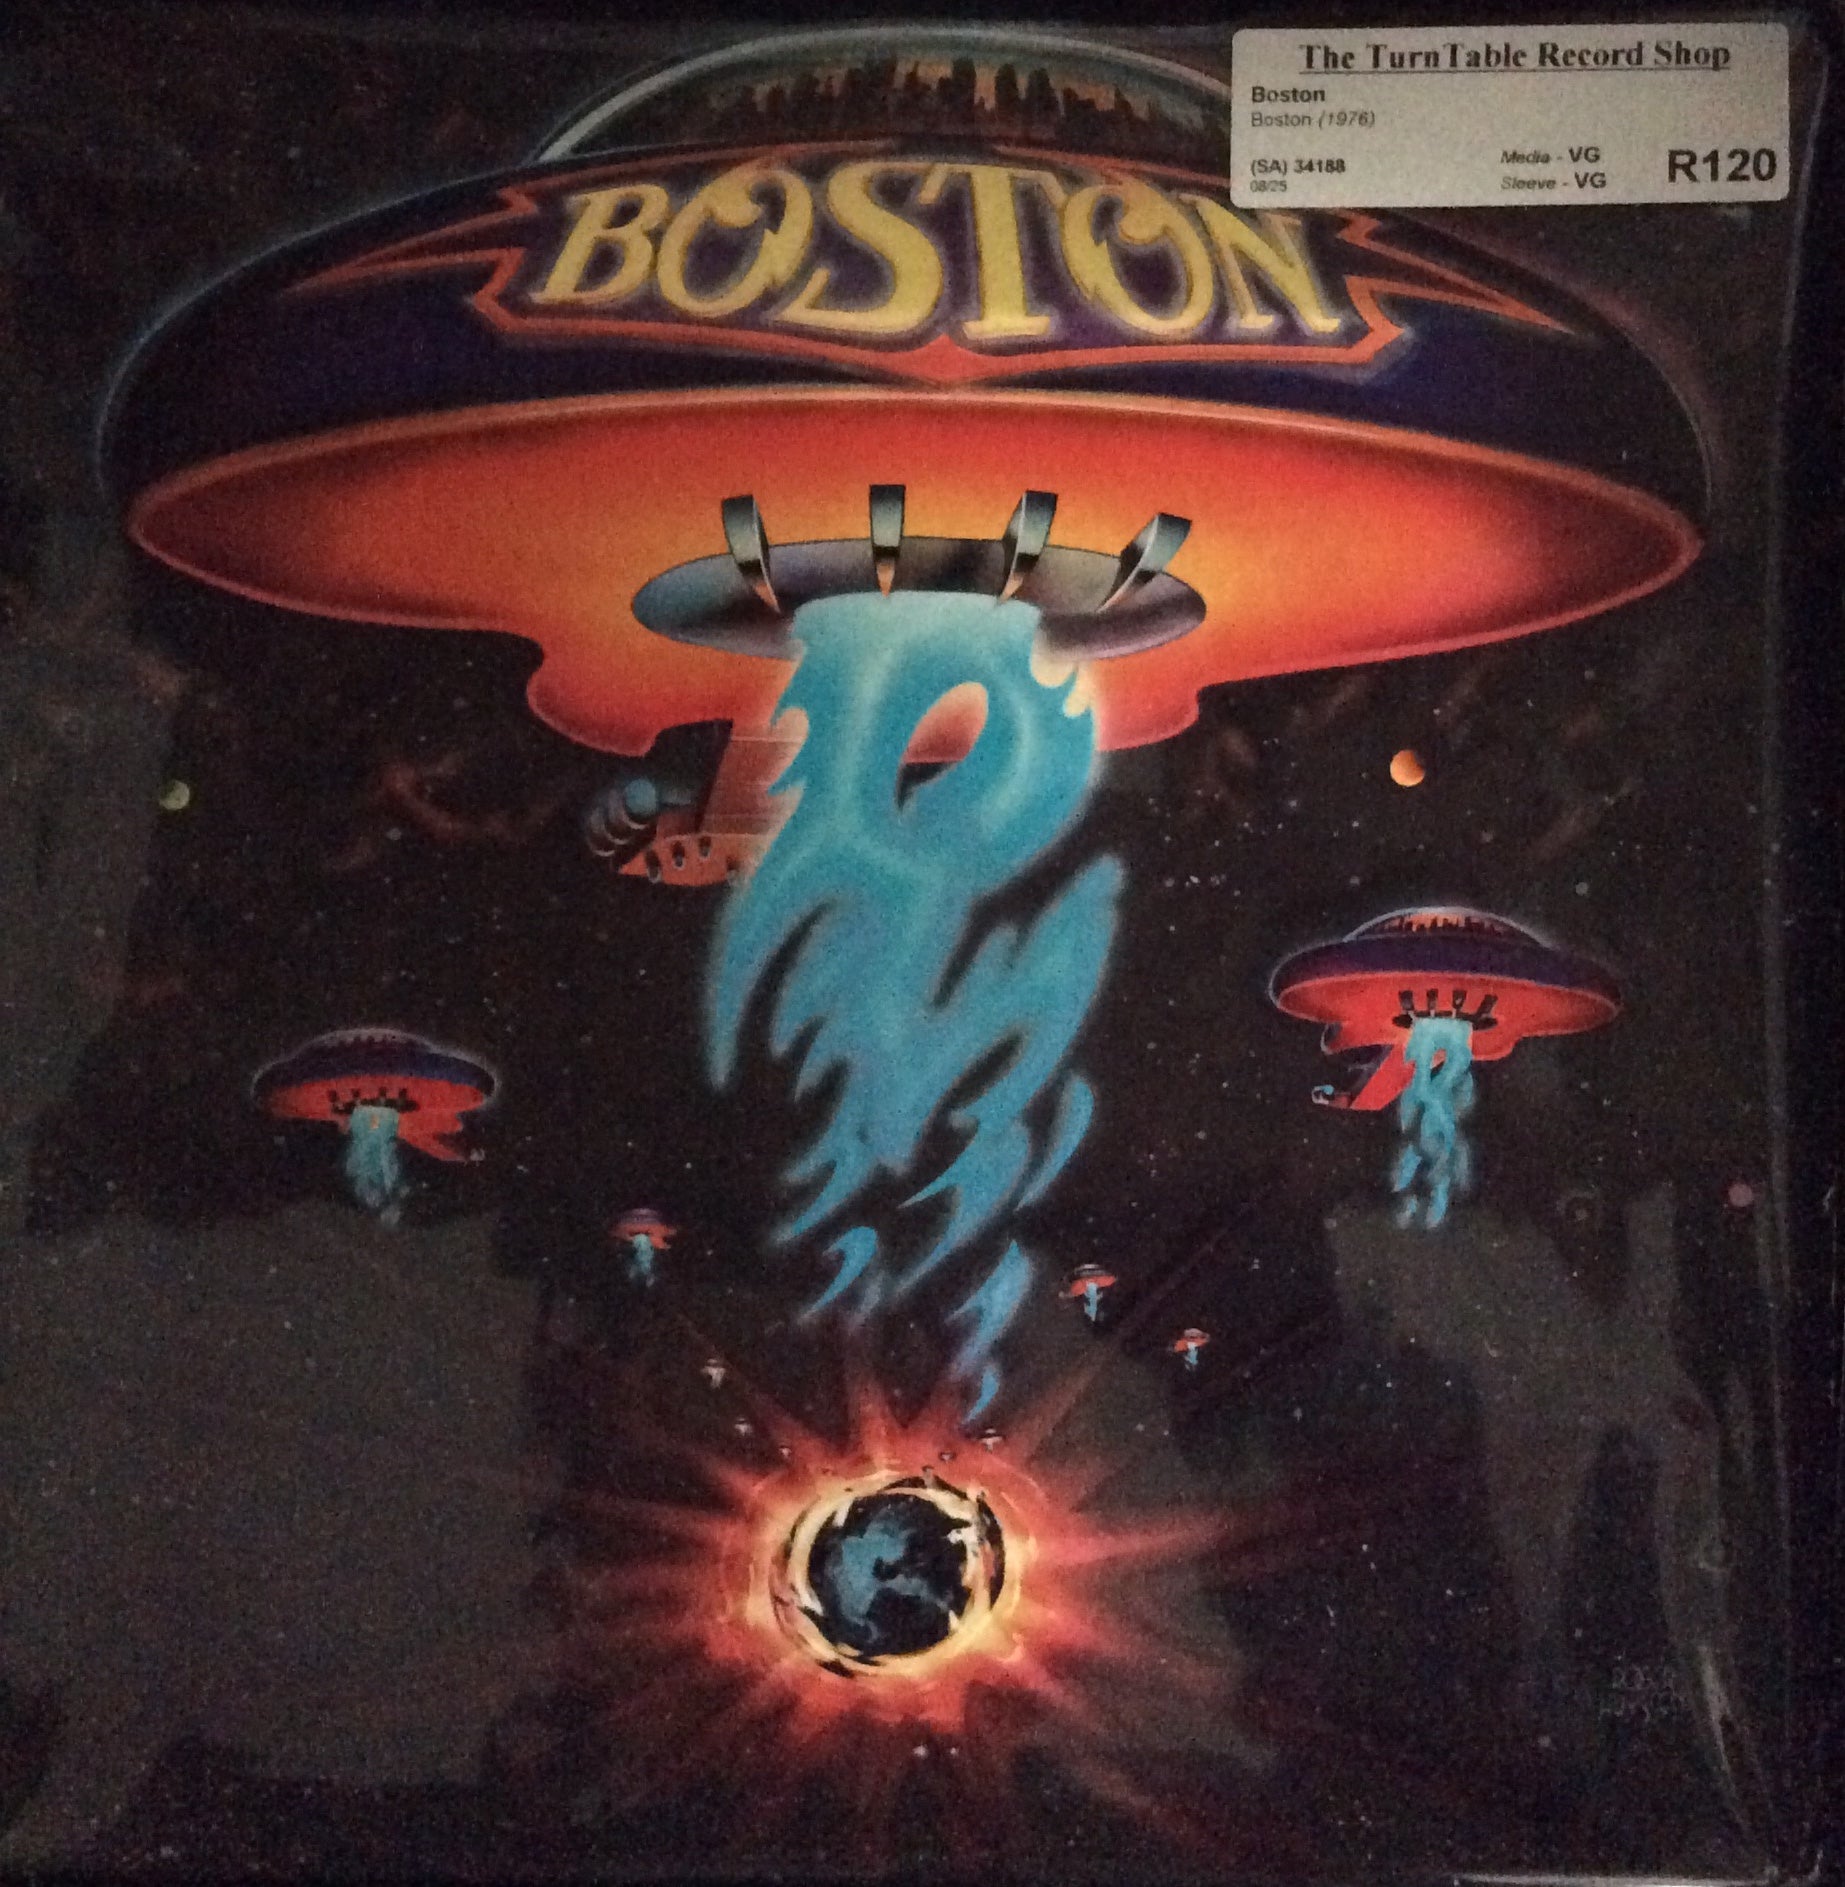 The TurnTable Record Shop
Boston
Boston (1976)
(SA) 34188 Media - VG R120
08/25 Sleeve - VG
BOSTON